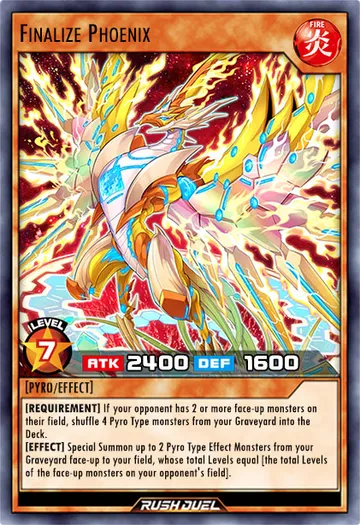 Finalize Phoenix
FIRE
炎
LEVEL
7
ATK 2400 DEF 1600
[PYRO/EFFECT]
[REQUIREMENT] If your opponent has 2 or more face-up monsters on
their field, shuffle 4 Pyro Type monsters from your Graveyard into the
Deck.
[EFFECT] Special Summon up to 2 Pyro Type Effect Monsters from your
Graveyard face-up to your field, whose total Levels equal [the total Levels
of the face-up monsters on your opponent's field].
RUSH DUEL